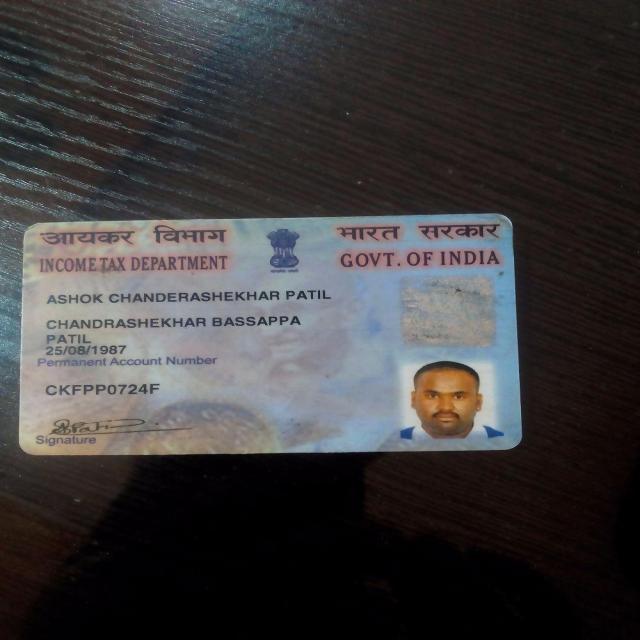 आयकर विभाग
भारत सरकार
INCOME TAX DEPARTMENT
GOVT. OF INDIA
ASHOK CHANDERASHEKHAR PATIL
CHANDRASHEKHAR BASSAPPA
PATIL
25/08/1987
Permanent Account Number
CKFPP0724F
Signature